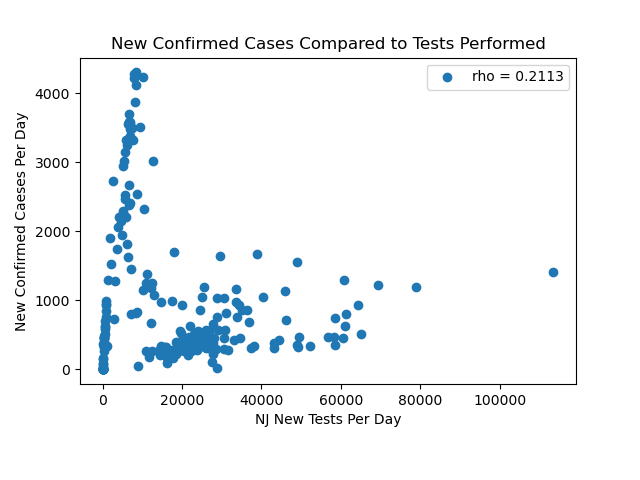 New Confirmed Cases Compared to Tests Performed
rho = 0.2113
New Confirmed Caeses Per Day
4000
3000
2000
1000
0
0 20000 40000 60000 80000 100000
NJ New Tests Per Day